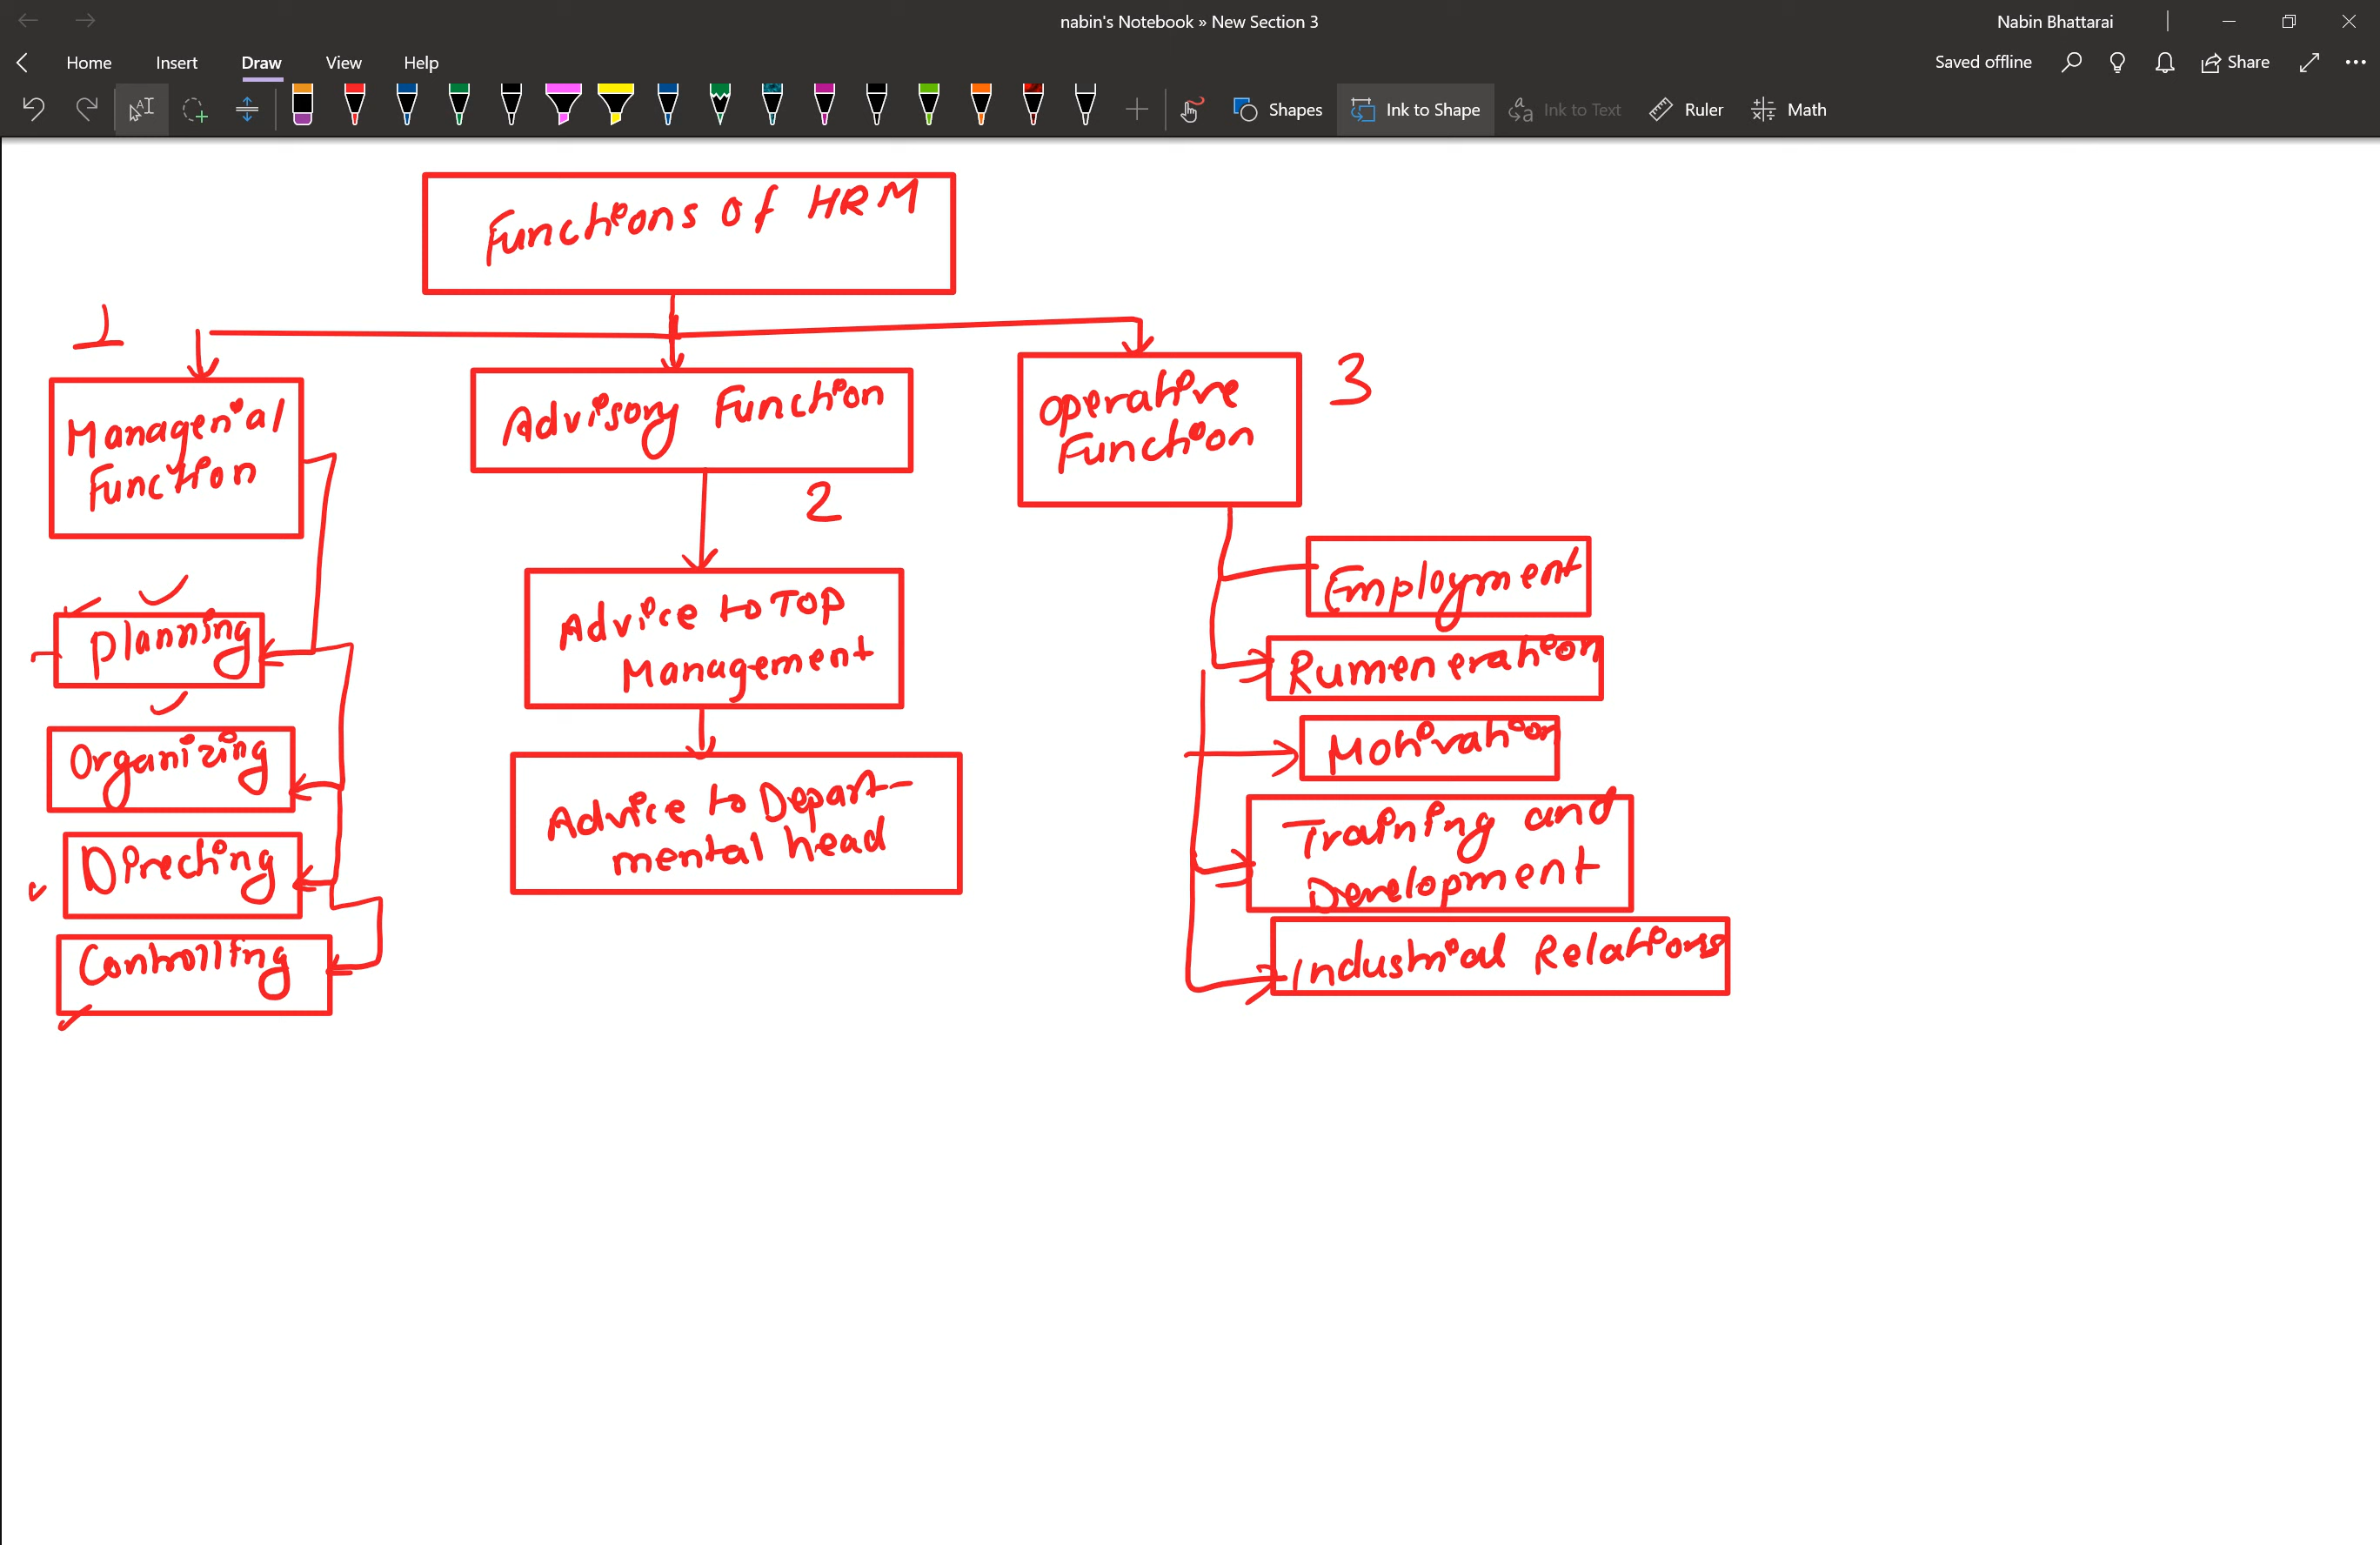 nabin's Notebook » New Section 3
Nabin Bhattarai
Home Insert Draw View Help
Saved offline
Share
Shapes
Ink to Shape
Ink to Text
Ruler
Math
Functions of HRM
1
Managerial
Function
Planning
Organizing
Directing
Controlling
Advisory Function
2
Advice to Top
Management
Advice to Depart-
mental head
Operative
Function
3
Employment
Rumeneration
Motivation
Training and
Development
Industrial Relations